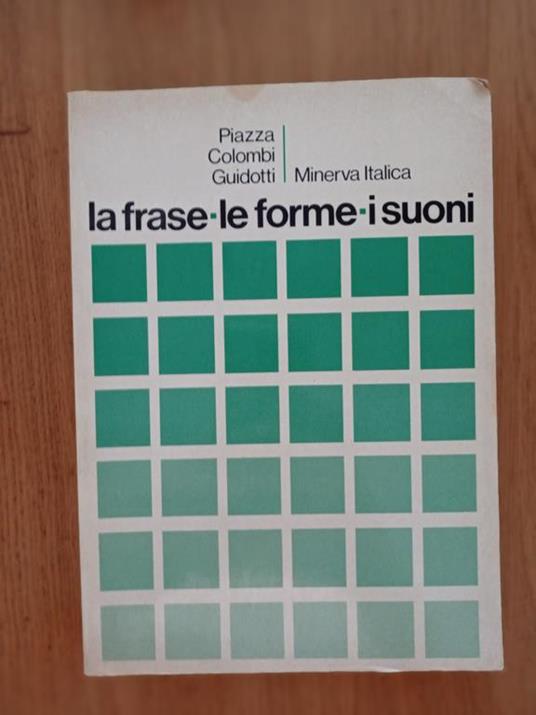 Piazza
Colombi
Guidotti
Minerva Italica
la frase·le forme·i suoni